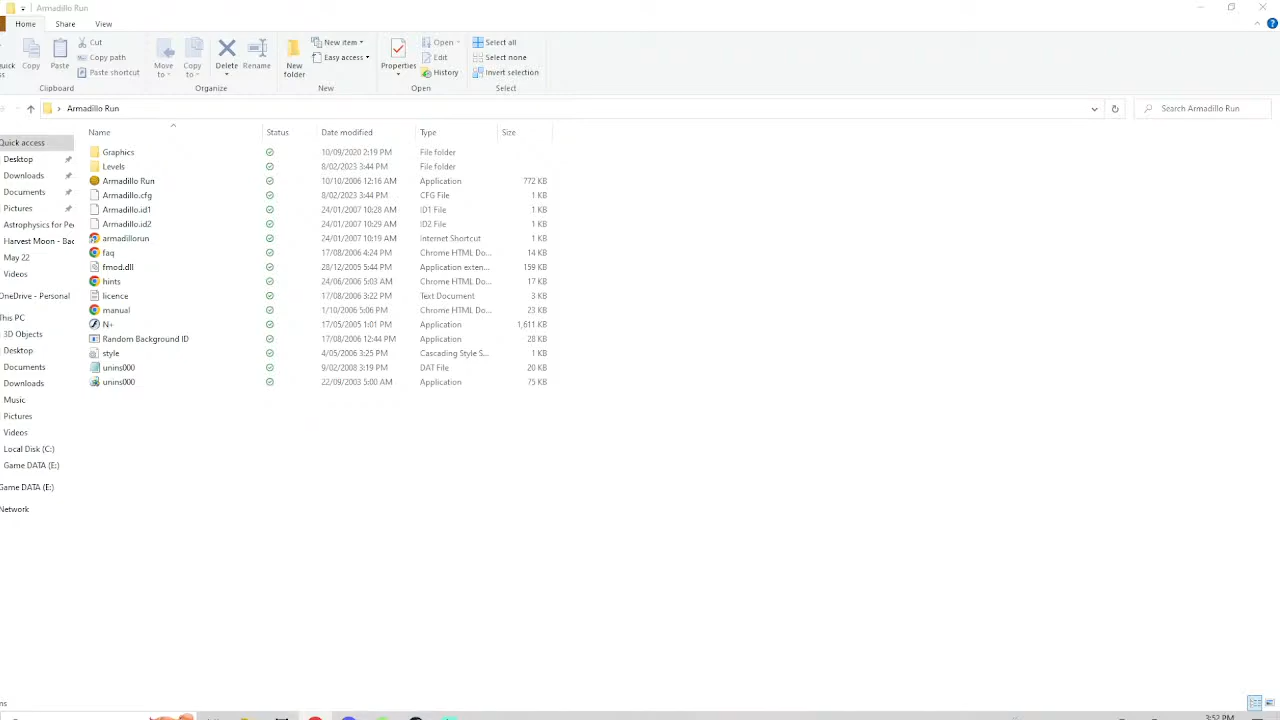 Armadillo Run
Home Share View
Copy Paste Cut Copy path Paste shortcut
Move to Copy to Delete Rename
New folder New item Easy access
Properties Open Edit History
Select all Select none Invert selection
Clipboard Organize New Open Select
Armadillo Run Search Armadillo Run
Name Status Date modified Type Size
Graphics 10/09/2020 2:19 PM File folder
Levels 8/02/2023 3:44 PM File folder
Armadillo Run 10/10/2006 12:16 AM Application 772 KB
Armadillo.cfg 8/02/2023 3:44 PM CFG File 1 KB
Armadillo.id1 24/01/2007 10:28 AM ID1 File 1 KB
Armadillo.id2 24/01/2007 10:29 AM ID2 File 1 KB
armadillorun 24/01/2007 10:19 AM Internet Shortcut 1 KB
faq 17/08/2006 4:24 PM Chrome HTML Do... 14 KB
fmod.dll 28/12/2005 5:44 PM Application exten... 159 KB
hints 24/06/2006 5:03 AM Chrome HTML Do... 17 KB
licence 17/08/2006 3:22 PM Text Document 3 KB
manual 1/10/2006 5:06 PM Chrome HTML Do... 23 KB
N+ 17/05/2005 1:01 PM Application 1,611 KB
Random Background ID 17/08/2006 12:44 PM Application 28 KB
style 4/05/2006 3:25 PM Cascading Style S... 1 KB
unins000 9/02/2008 3:19 PM DAT File 20 KB
unins000 22/09/2003 5:00 AM Application 75 KB
Quick access
Desktop
Downloads
Documents
Pictures
Astrophysics for Pe
Harvest Moon - Bac
May 22
Videos
OneDrive - Personal
This PC
3D Objects
Desktop
Documents
Downloads
Music
Pictures
Videos
Local Disk (C:)
Game DATA (E:)
Game DATA (E:)
Network
3:52 PM